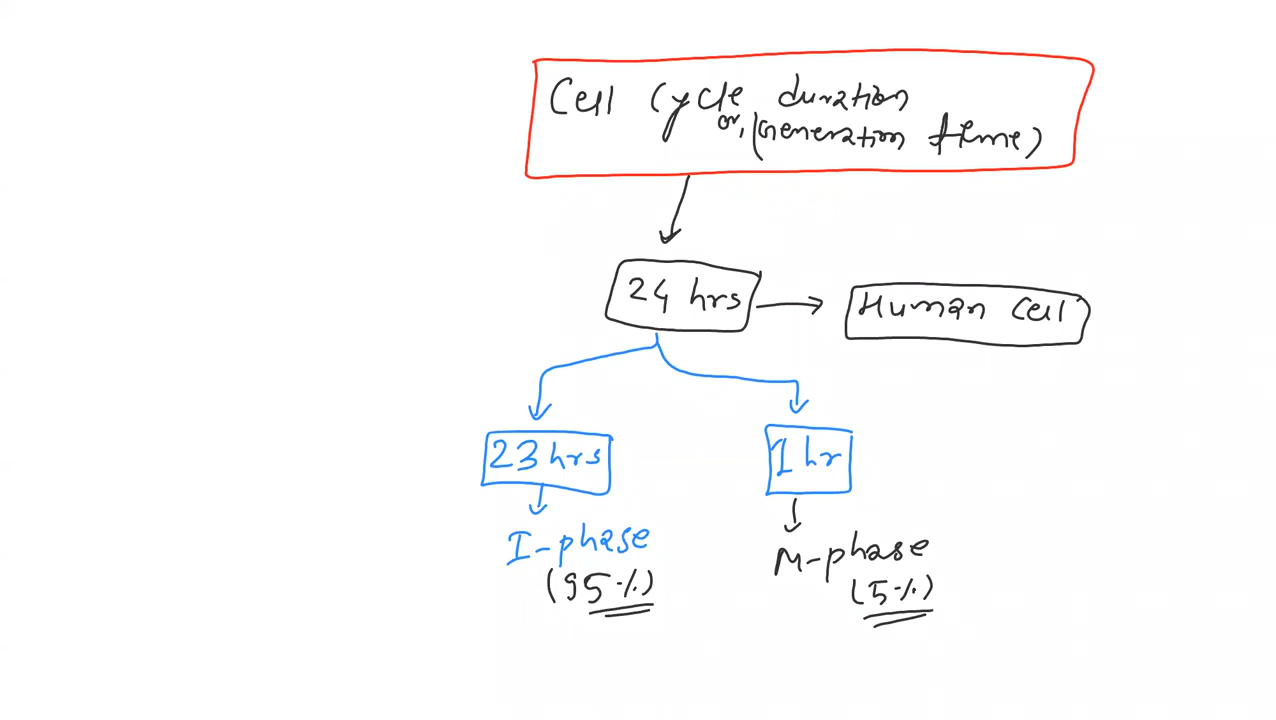 Cell Cycle duration
or, (Generation time)
24 hrs
Human Cell
23 hrs
1 hr
I-phase
(95%)
M-phase
(5%)